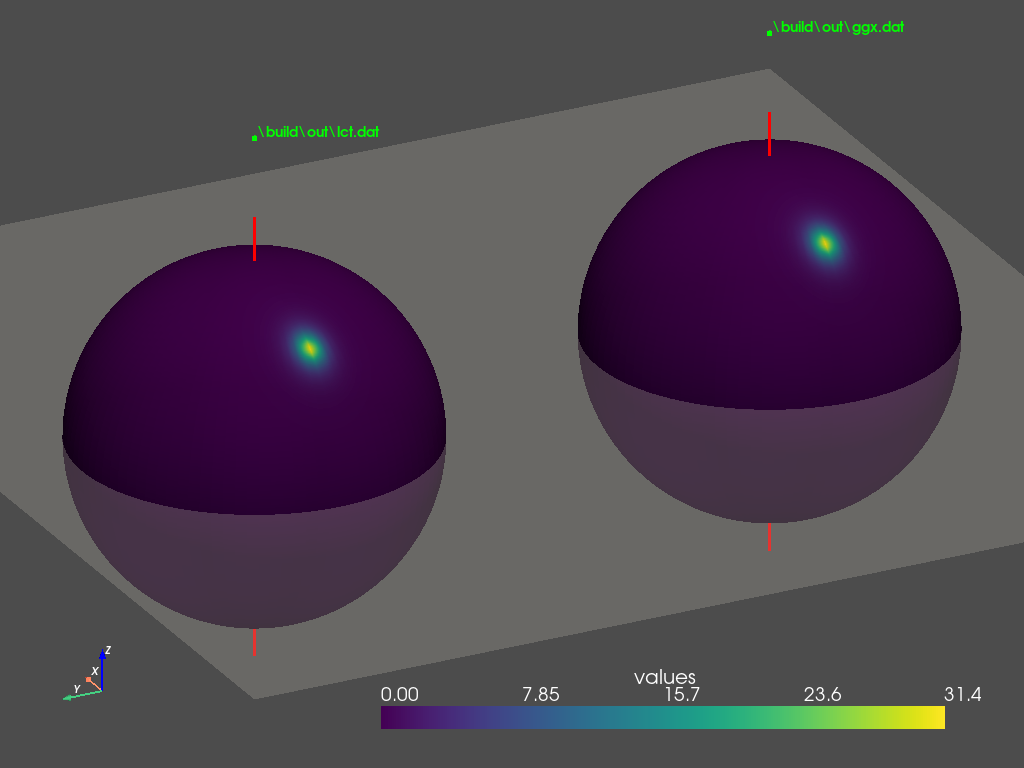 \build\out\ggx.dat
\build\out\lct.dat
Z
X
Y
values
0.00 7.85 15.7 23.6 31.4